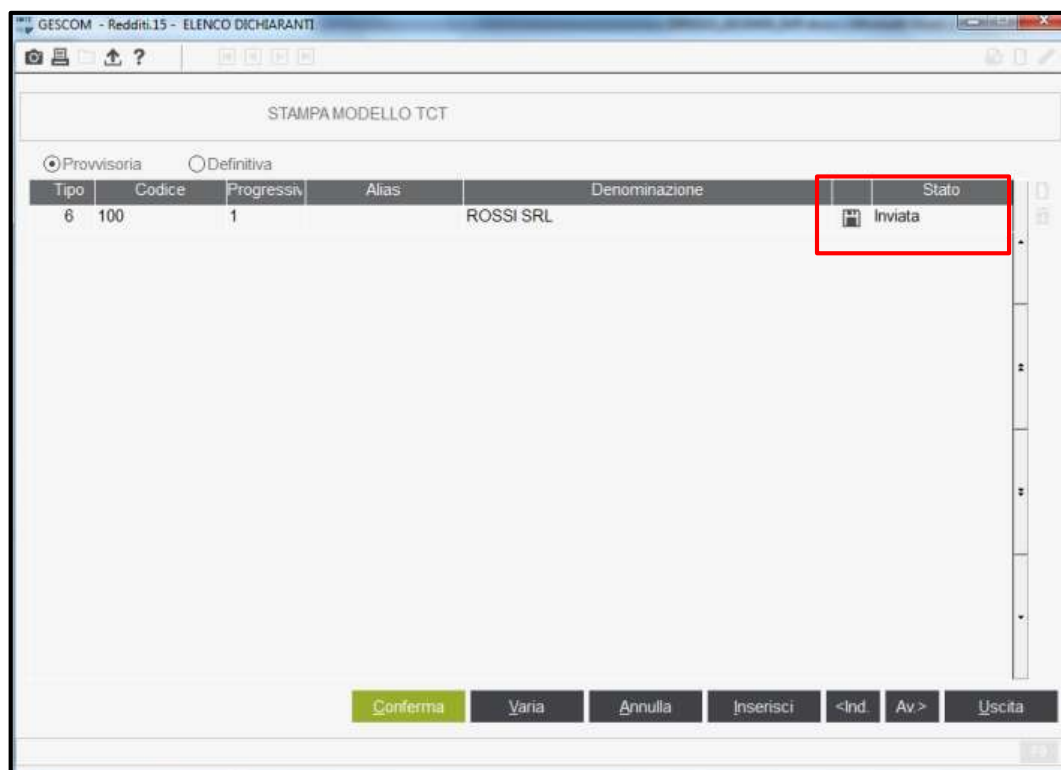 GESCOM - Redditi.15 - ELENCO DICHIARANTI
?
STAMPA MODELLO TCT
Provvisoria Definitiva
Tipo Codice Progressiv Alias Denominazione Stato
6 100 1 ROSSI SRL Inviata
Conferma Varia Annulla Inserisci <Ind. Av.> Uscita